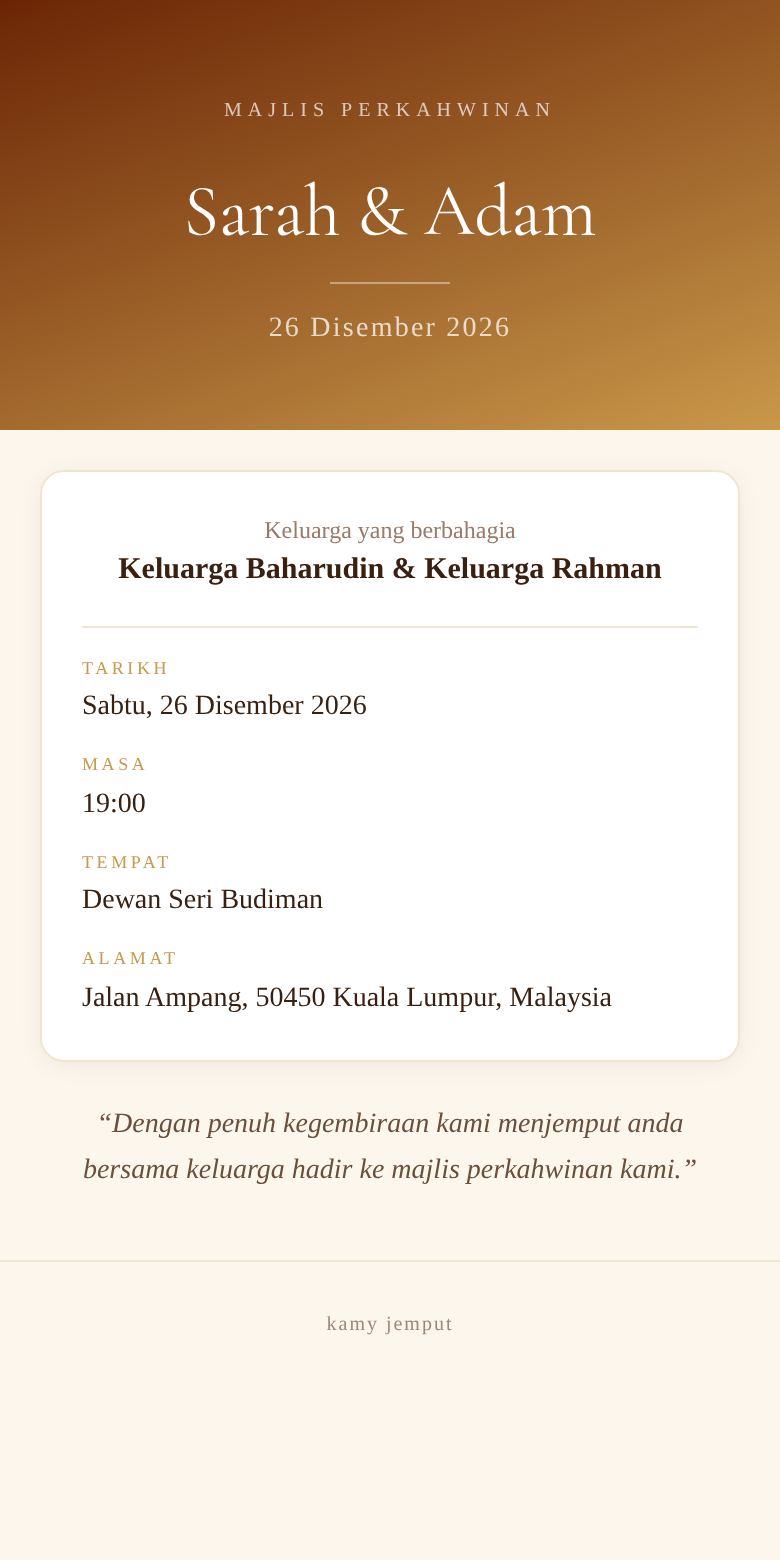 MAJLIS PERKAHWINAN
Sarah & Adam
26 Disember 2026
Keluarga yang berbahagia
Keluarga Baharudin & Keluarga Rahman
TARIKH
Sabtu, 26 Disember 2026
MASA
19:00
TEMPAT
Dewan Seri Budiman
ALAMAT
Jalan Ampang, 50450 Kuala Lumpur, Malaysia
“Dengan penuh kegembiraan kami menjemput anda
bersama keluarga hadir ke majlis perkahwinan kami.”
kamy jemput